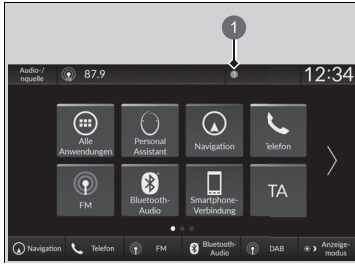 1
Audio-/
nquelle
87.9
12:34
Alle
Anwendungen
Personal
Assistant
Navigation
Telefon
FM
Bluetooth-
Audio
Smartphone-
Verbindung
TA
Navigation
Telefon
FM
Bluetooth-
Audio
DAB
Anzeige-
modus